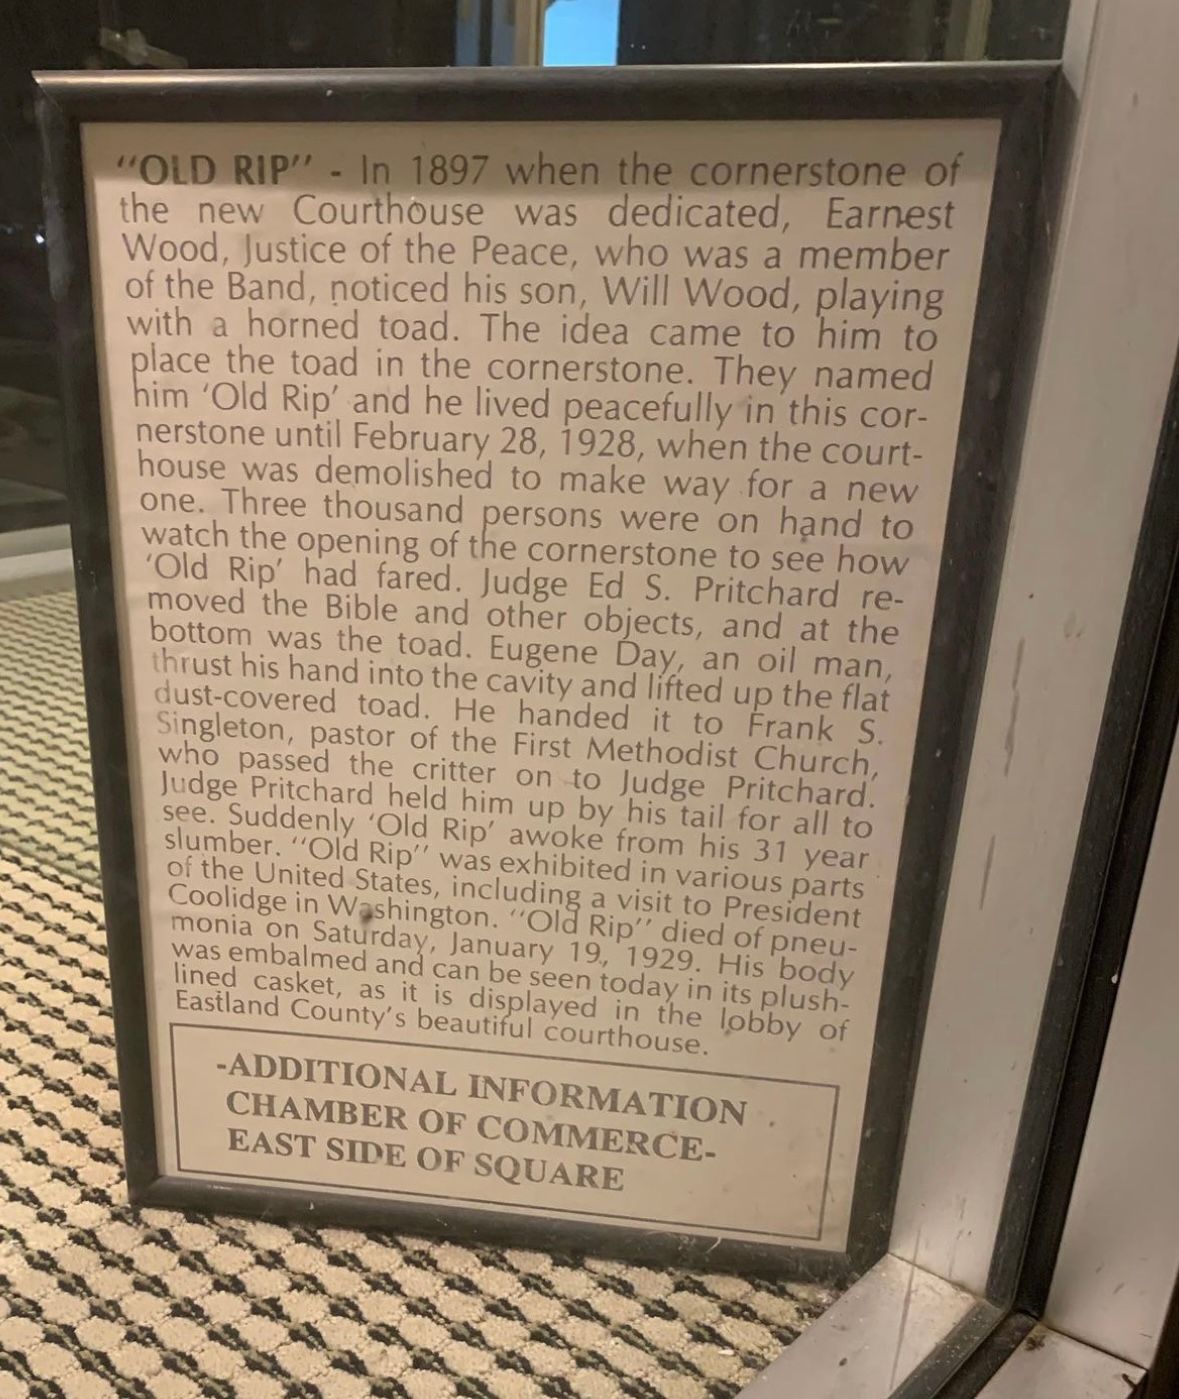 "OLD RIP" - In 1897 when the cornerstone of
the new Courthouse was dedicated, Earnest
Wood, Justice of the Peace, who was a member
of the Band, noticed his son, Will Wood, playing
with a horned toad. The idea came to him to
place the toad in the cornerstone. They named
him 'Old Rip' and he lived peacefully in this cor-
nerstone until February 28, 1928, when the court-
house was demolished to make way for a new
one. Three thousand persons were on hand to
watch the opening of the cornerstone to see how
'Old Rip' had fared. Judge Ed S. Pritchard re-
moved the Bible and other objects, and at the
bottom was the toad. Eugene Day, an oil man,
thrust his hand into the cavity and lifted up the flat
dust-covered toad. He handed it to Frank S.
Singleton, pastor of the First Methodist Church,
who passed the critter on to Judge Pritchard.
Judge Pritchard held him up by his tail for all to
see. Suddenly 'Old Rip' awoke from his 31 year
slumber. "Old Rip" was exhibited in various parts
of the United States, including a visit to President
Coolidge in Washington. "Old Rip" died of pneu-
monia on Saturday, January 19, 1929. His body
was embalmed and can be seen today in its plush-
lined casket, as it is displayed in the lobby of
Eastland County's beautiful courthouse.
-ADDITIONAL INFORMATION
CHAMBER OF COMMERCE-
EAST SIDE OF SQUARE